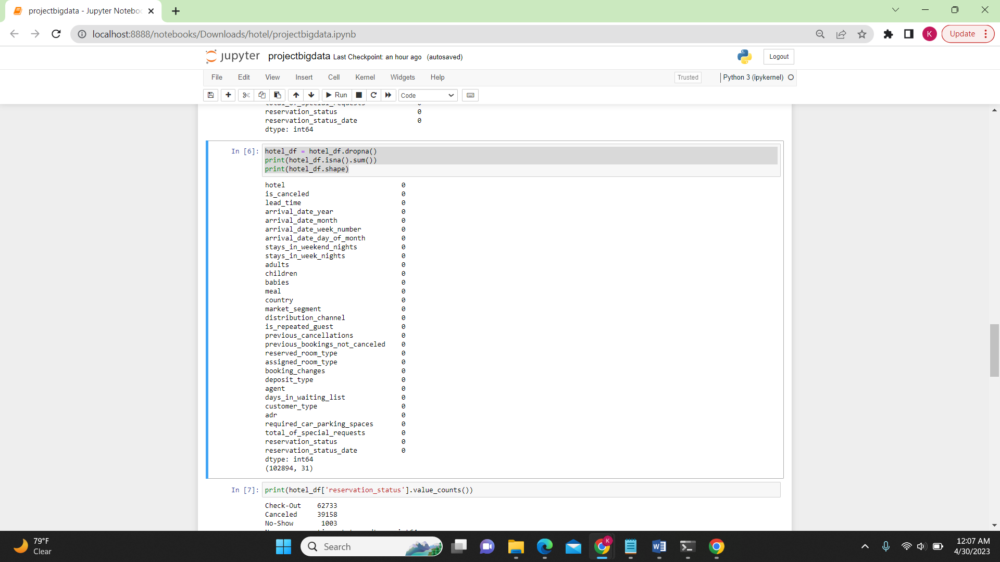 projectbigdata - Jupyter Noteboo
localhost:8888/notebooks/Downloads/hotel/projectbigdata.ipynb
K
Update
jupyter projectbigdata Last Checkpoint: an hour ago (autosaved)
Logout
File Edit View Insert Cell Kernel Widgets Help
Trusted
Python 3 (ipykernel)
Run
Code
total_of_special_requests 0
reservation_status 0
reservation_status_date 0
dtype: int64
In [6]: hotel_df = hotel_df.dropna()
print(hotel_df.isna().sum())
print(hotel_df.shape)
hotel 0
is_canceled 0
lead_time 0
arrival_date_year 0
arrival_date_month 0
arrival_date_week_number 0
arrival_date_day_of_month 0
stays_in_weekend_nights 0
stays_in_week_nights 0
adults 0
children 0
babies 0
meal 0
country 0
market_segment 0
distribution_channel 0
is_repeated_guest 0
previous_cancellations 0
previous_bookings_not_canceled 0
reserved_room_type 0
assigned_room_type 0
booking_changes 0
deposit_type 0
agent 0
days_in_waiting_list 0
customer_type 0
adr 0
required_car_parking_spaces 0
total_of_special_requests 0
reservation_status 0
reservation_status_date 0
dtype: int64
(102894, 31)
In [7]: print(hotel_df['reservation_status'].value_counts())
Check-Out 62733
Canceled 39158
No-Show 1003
79°F
Clear
Search
K
12:07 AM
4/30/2023